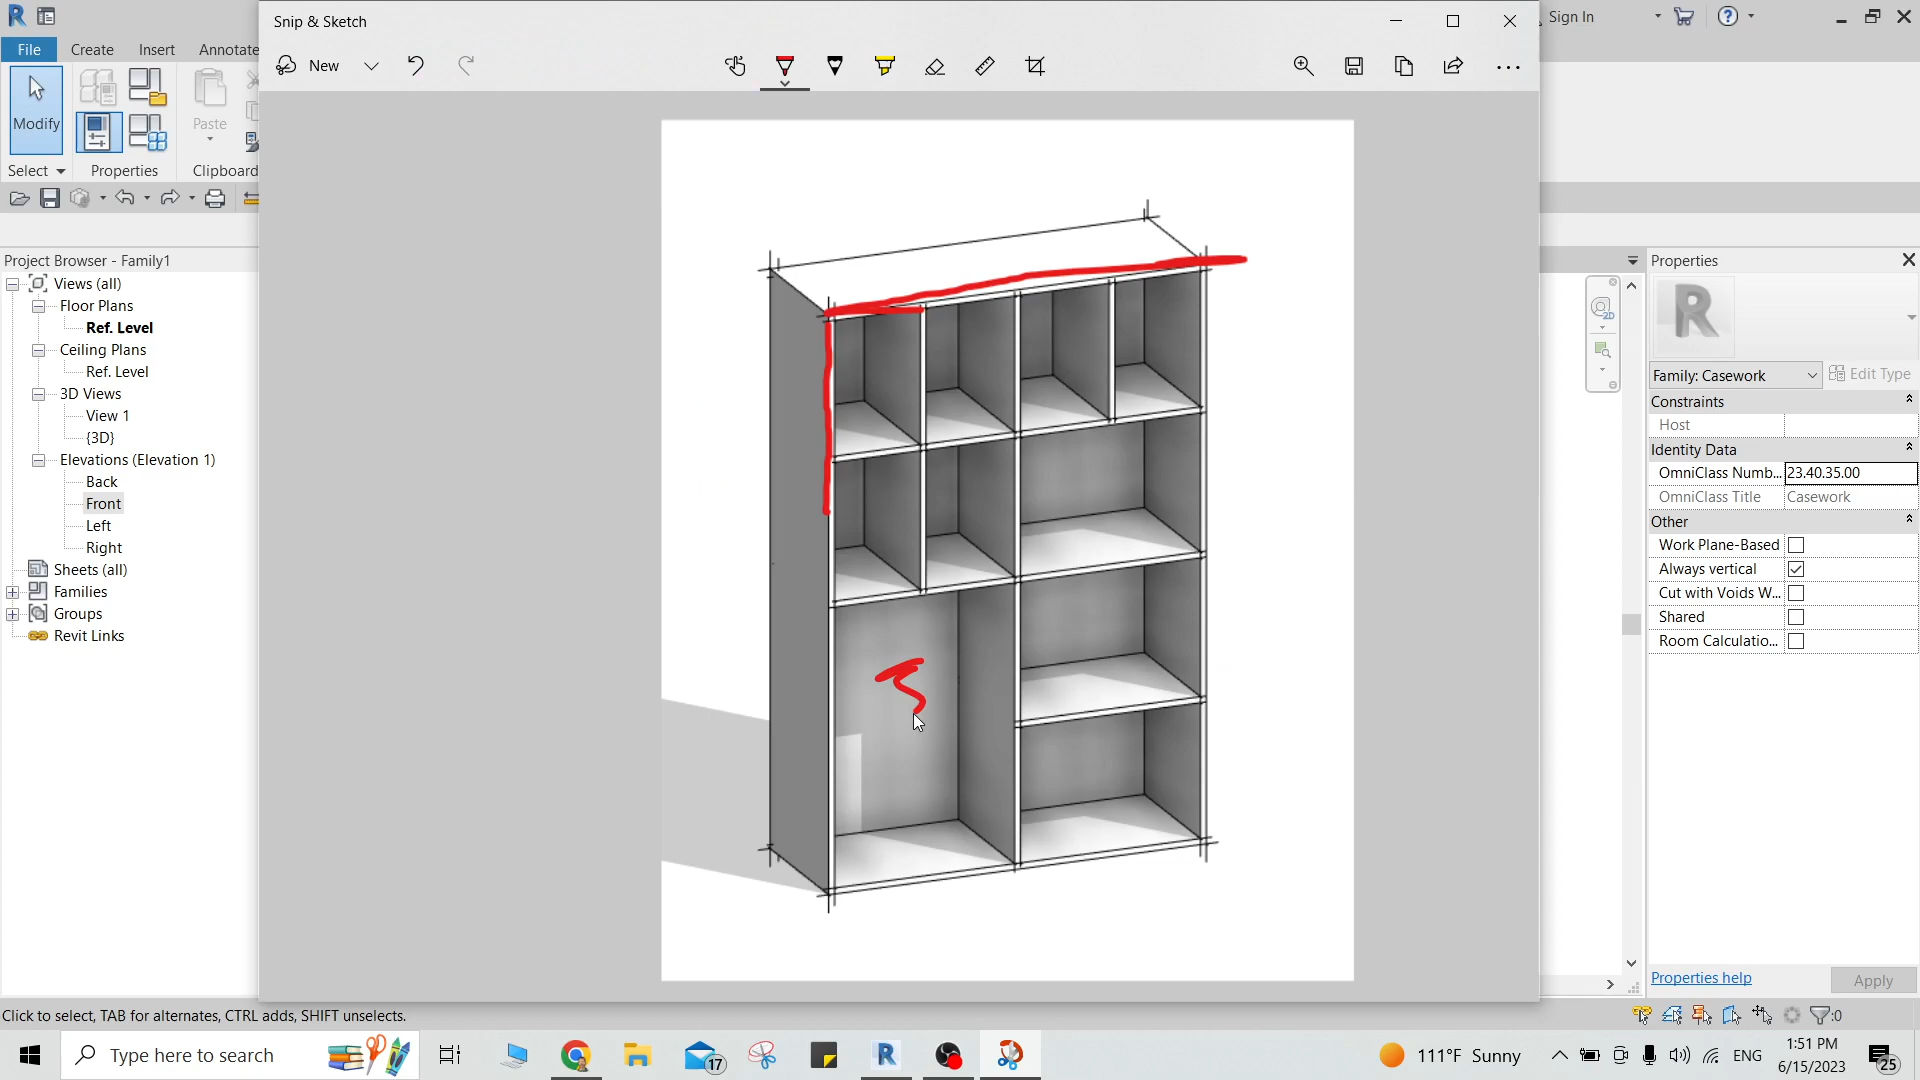 Snip & Sketch
Sign In
File
Create
Insert
Annotate
New
Modify
Paste
Select
Properties
Clipboard
Project Browser - Family1
Properties
Views (all)
Floor Plans
Ref. Level
Ceiling Plans
Ref. Level
3D Views
View 1
{3D}
Elevations (Elevation 1)
Back
Front
Left
Right
Sheets (all)
Families
Groups
Revit Links
2D
R
Family: Casework
Edit Type
Constraints
Host
Identity Data
OmniClass Numb... 23.40.35.00
OmniClass Title Casework
Other
Work Plane-Based
Always vertical
Cut with Voids W...
Shared
Room Calculatio...
Properties help
Apply
Click to select, TAB for alternates, CTRL adds, SHIFT unselects.
:0
Type here to search
17
R
111°F Sunny
ENG
1:51 PM
6/15/2023
25